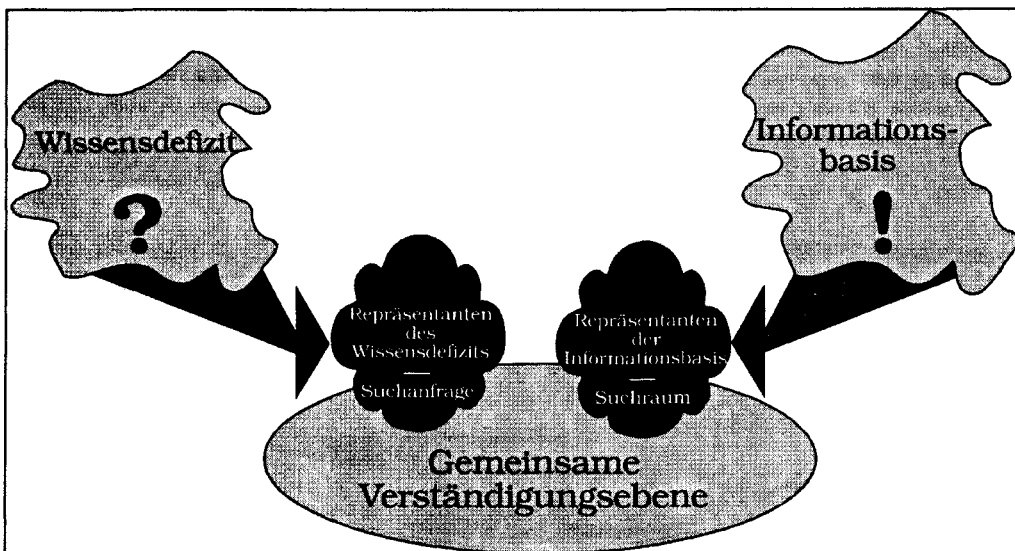 Wissensdefizit
?
Informations-
basis
!
Repräsentanten
des
Wissensdefizits
—
Suchanfrage
Repräsentanten
der
Informationsbasis
—
Suchraum
Gemeinsame
Verständigungsebene